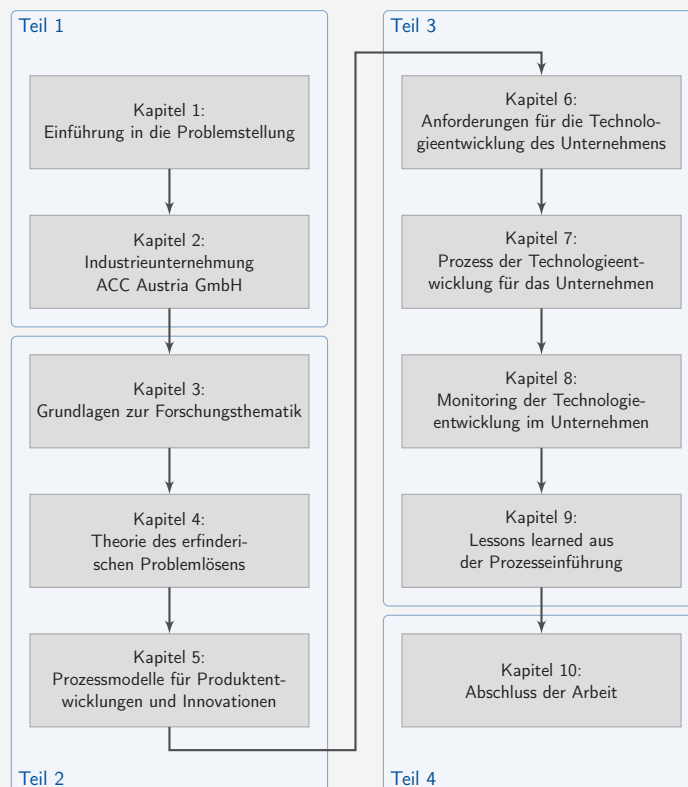 Teil 1
Kapitel 1:
Einführung in die Problemstellung
Kapitel 2:
Industrieunternehmung
ACC Austria GmbH
Kapitel 3:
Grundlagen zur Forschungsthematik
Kapitel 4:
Theorie des erfinderi-
schen Problemlösens
Kapitel 5:
Prozessmodelle für Produktent-
wicklungen und Innovationen
Teil 2
Teil 3
Kapitel 6:
Anforderungen für die Technolo-
gieentwicklung des Unternehmens
Kapitel 7:
Prozess der Technologieent-
wicklung für das Unternehmen
Kapitel 8:
Monitoring der Technologie-
entwicklung im Unternehmen
Kapitel 9:
Lessons learned aus
der Prozesseinführung
Kapitel 10:
Abschluss der Arbeit
Teil 4